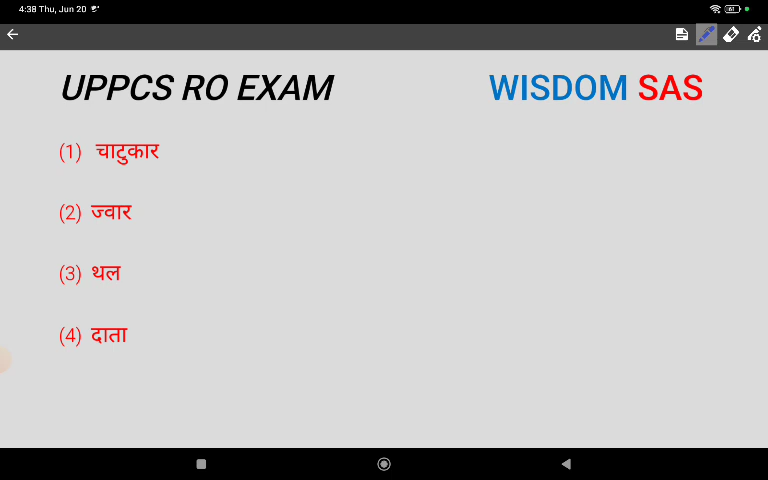 4:38 Thu, Jun 20
UPPCS RO EXAM WISDOM SAS
(1) चाटुकार
(2) ज्वार
(3) थल
(4) दाता